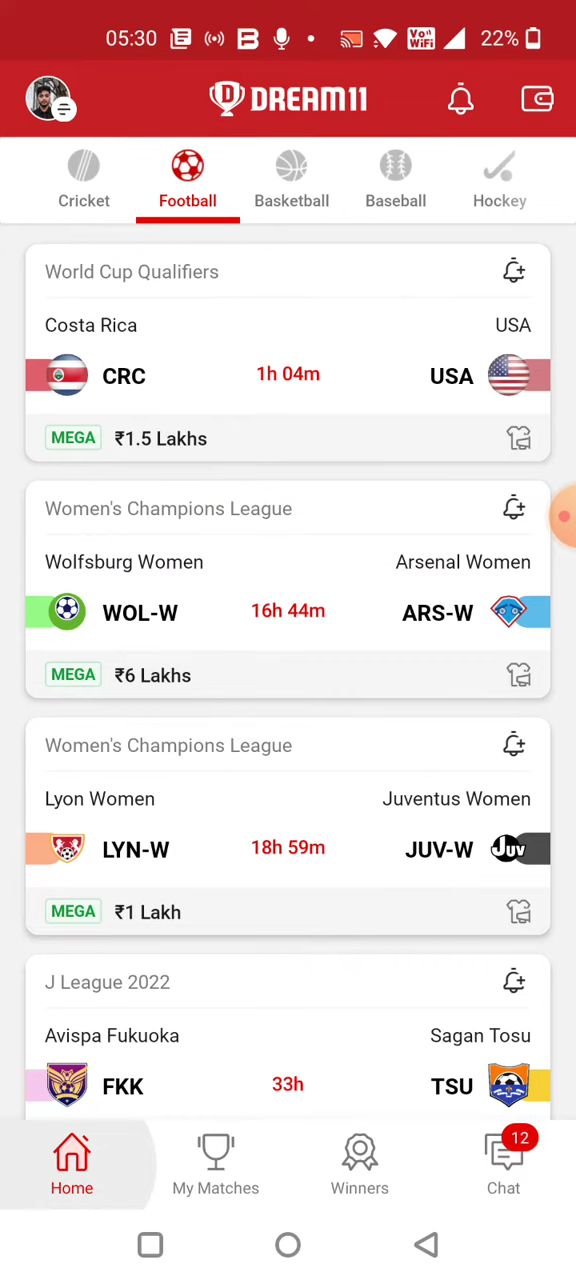 05:30 Vo)) WiFi 22%
DREAM11
Cricket Football Basketball Baseball Hockey
World Cup Qualifiers
Costa Rica USA
CRC 1h 04m USA
MEGA ₹1.5 Lakhs
Women's Champions League
Wolfsburg Women Arsenal Women
WOL-W 16h 44m ARS-W
MEGA ₹6 Lakhs
Women's Champions League
Lyon Women Juventus Women
LYN-W 18h 59m JUV-W Juv
MEGA ₹1 Lakh
J League 2022
Avispa Fukuoka Sagan Tosu
FKK 33h TSU
12
Home My Matches Winners Chat